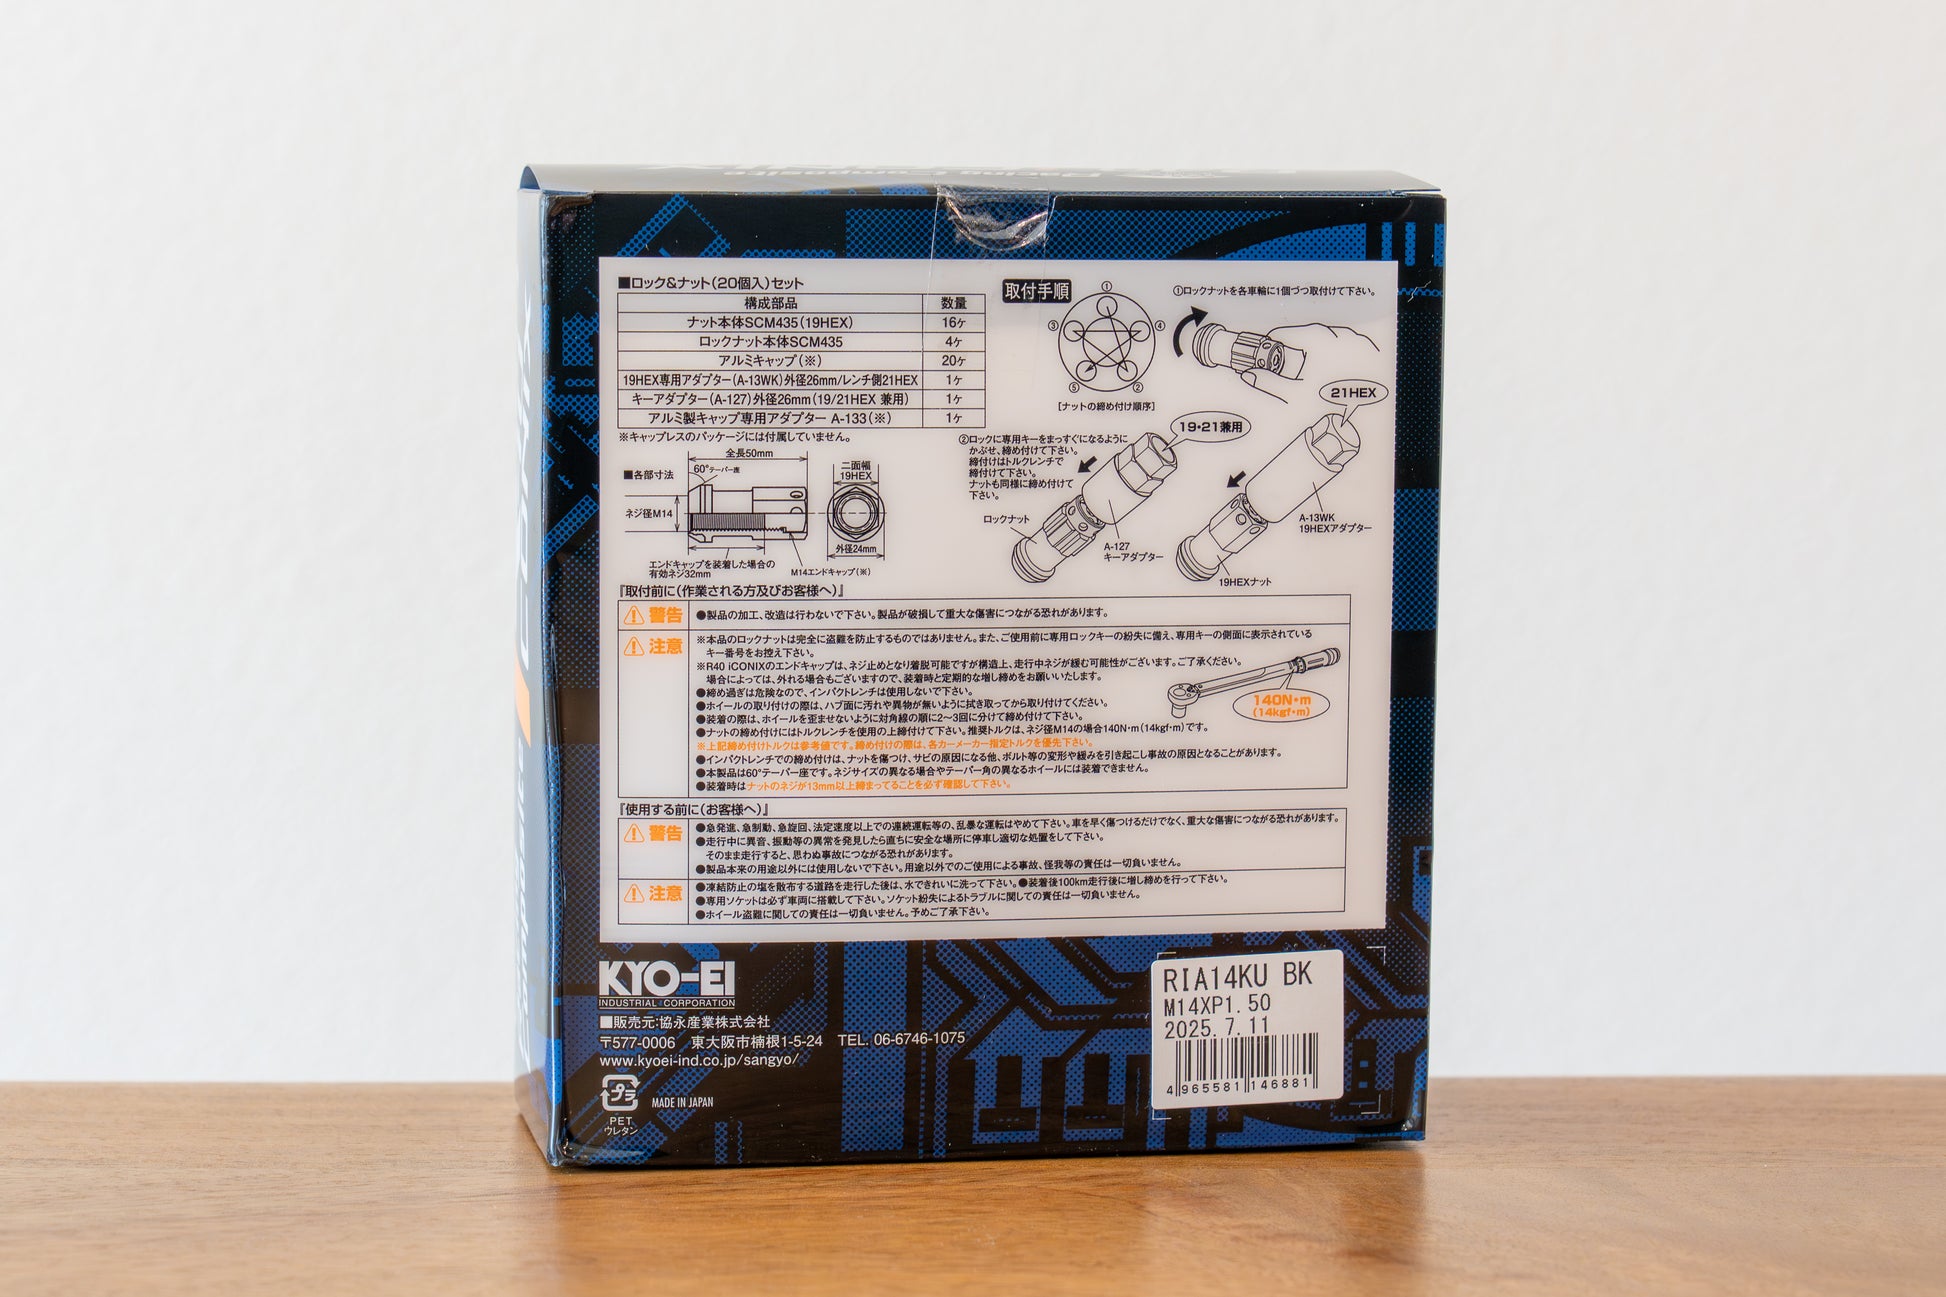 Racing Composite
iCONIX
■ロック&ナット(20個入)セット
構成部品 数量
ナット本体SCM435(19HEX) 16ヶ
ロックナット本体SCM435 4ヶ
アルミキャップ(※) 20ヶ
19HEX専用アダプター(A-13WK)外径26mm/レンチ側21HEX 1ヶ
キーアダプター(A-127)外径26mm(19/21HEX 兼用) 1ヶ
アルミ製キャップ専用アダプター A-133(※) 1ヶ
※キャップレスのパッケージには付属していません。
■各部寸法
全長50mm
60°テーパー座
ネジ径M14
二面幅
19HEX
外径24mm
エンドキャップを装着した場合の
有効ネジ32mm
M14エンドキャップ(※)
取付手順
①
③
④
⑤
②
[ナットの締め付け順序]
①ロックナットを各車輪に1個づつ取付けて下さい。
②ロックに専用キーをまっすぐになるように
かぶせ、締め付けて下さい。
締付けはトルクレンチで
締付けて下さい。
ナットも同様に締め付けて
下さい。
19・21兼用
21HEX
ロックナット
A-127
キーアダプター
A-13WK
19HEXアダプター
19HEXナット
『取付前に(作業される方及びお客様へ)』
警告
●製品の加工、改造は行わないで下さい。製品が破損して重大な傷害につながる恐れがあります。
注意
※本品のロックナットは完全に盗難を防止するものではありません。また、ご使用前に専用ロックキーの紛失に備え、専用キーの側面に表示されている
キー番号をお控え下さい。
※R40 iCONIXのエンドキャップは、ネジ止めとなり着脱可能ですが構造上、走行中ネジが緩む可能性がございます。ご了承ください。
場合によっては、外れる場合もございますので、装着時と定期的な増し締めをお願いいたします。
●締め過ぎは危険なので、インパクトレンチは使用しないで下さい。
●ホイールの取り付けの際は、ハブ面に汚れや異物が無いように拭き取ってから取り付けてください。
●装着の際は、ホイールを歪ませないように対角線の順に2〜3回に分けて締め付けて下さい。
●ナットの締め付けにはトルクレンチを使用の上締付けて下さい。推奨トルクは、ネジ径M14の場合140N・m(14kgf・m)です。
※上記締め付けトルクは参考値です。締め付けの際は、各カーメーカー指定トルクを優先下さい。
●インパクトレンチでの締め付けは、ナットを傷つけ、サビの原因になる他、ボルト等の変形や緩みを引き起こし事故の原因となることがあります。
●本製品は60°テーパー座です。ネジサイズの異なる場合やテーパー角の異なるホイールには装着できません。
●装着時はナットのネジが13mm以上締まってることを必ず確認して下さい。
140N・m
(14kgf・m)
『使用する前に(お客様へ)』
警告
●急発進、急制動、急旋回、法定速度以上での連続運転等の、乱暴な運転はやめて下さい。車を早く傷つけるだけでなく、重大な傷害につながる恐れがあります。
●走行中に異音、振動等の異常を発見したら直ちに安全な場所に停車し適切な処置をして下さい。
そのまま走行すると、思わぬ事故につながる恐れがあります。
●製品本来の用途以外には使用しないで下さい。用途以外でのご使用による事故、怪我等の責任は一切負いません。
注意
●凍結防止の塩を散布する道路を走行した後は、水できれいに洗って下さい。●装着後100km走行後に増し締めを行って下さい。
●専用ソケットは必ず車両に搭載して下さい。ソケット紛失によるトラブルに関しての責任は一切負いません。
●ホイール盗難に関しての責任は一切負いません。予めご了承下さい。
KYO-EI
INDUSTRIAL CORPORATION
■販売元:協永産業株式会社
〒577-0006 東大阪市楠根1-5-24 TEL. 06-6746-1075
www.kyoei-ind.co.jp/sangyo/
プラ
PET
ウレタン
MADE IN JAPAN
RIA14KU BK
M14XP1.50
2025.7.11
4 965581 146881